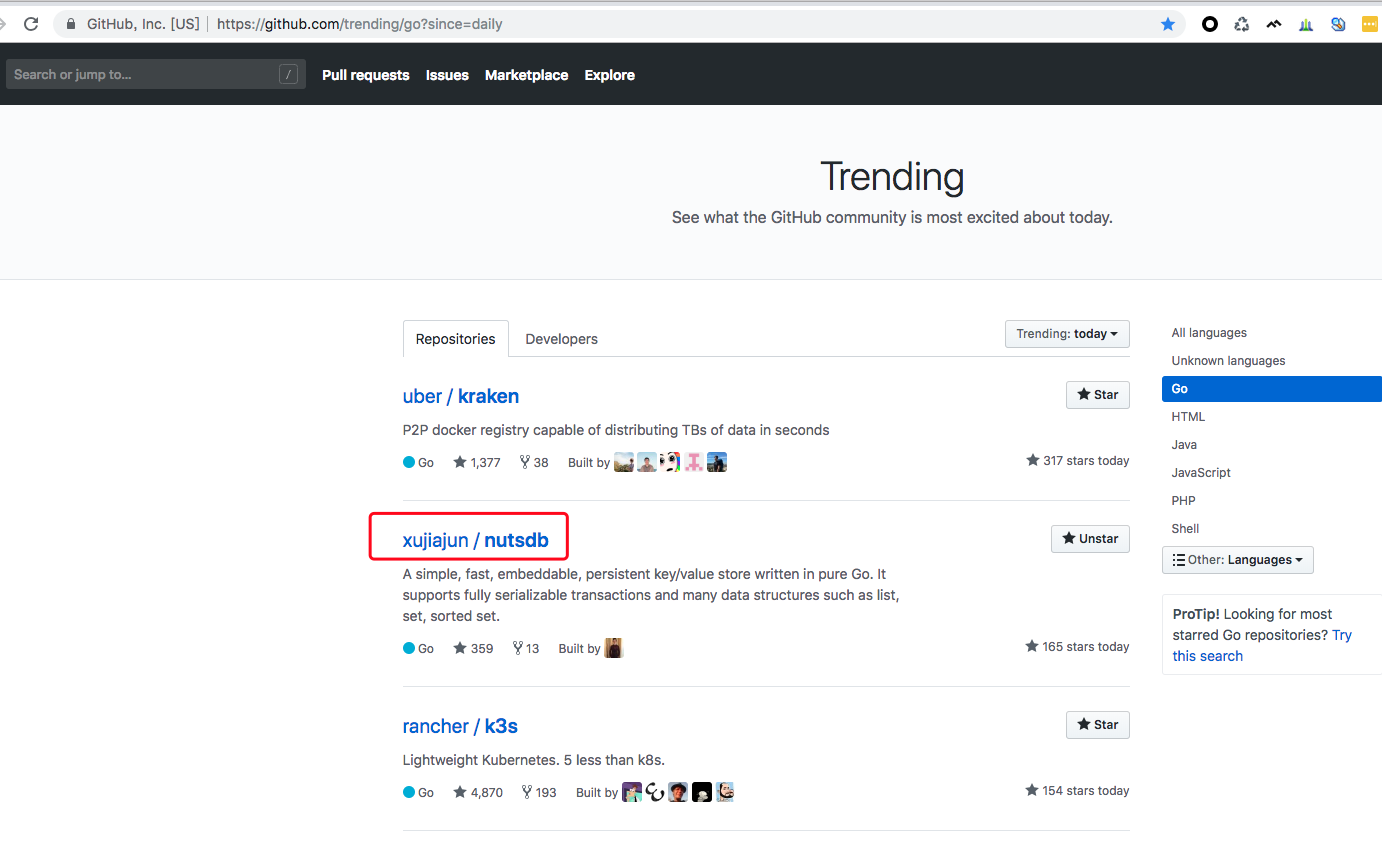 GitHub, Inc. [US] | https://github.com/trending/go?since=daily
Search or jump to... /
Pull requests Issues Marketplace Explore
Trending
See what the GitHub community is most excited about today.
Repositories Developers Trending: today
uber / kraken Star
P2P docker registry capable of distributing TBs of data in seconds
Go 1,377 38 Built by 317 stars today
xujiajun / nutsdb Unstar
A simple, fast, embeddable, persistent key/value store written in pure Go. It
supports fully serializable transactions and many data structures such as list,
set, sorted set.
Go 359 13 Built by 165 stars today
rancher / k3s Star
Lightweight Kubernetes. 5 less than k8s.
Go 4,870 193 Built by 154 stars today
All languages
Unknown languages
Go
HTML
Java
JavaScript
PHP
Shell
Other: Languages
ProTip! Looking for most
starred Go repositories? Try
this search